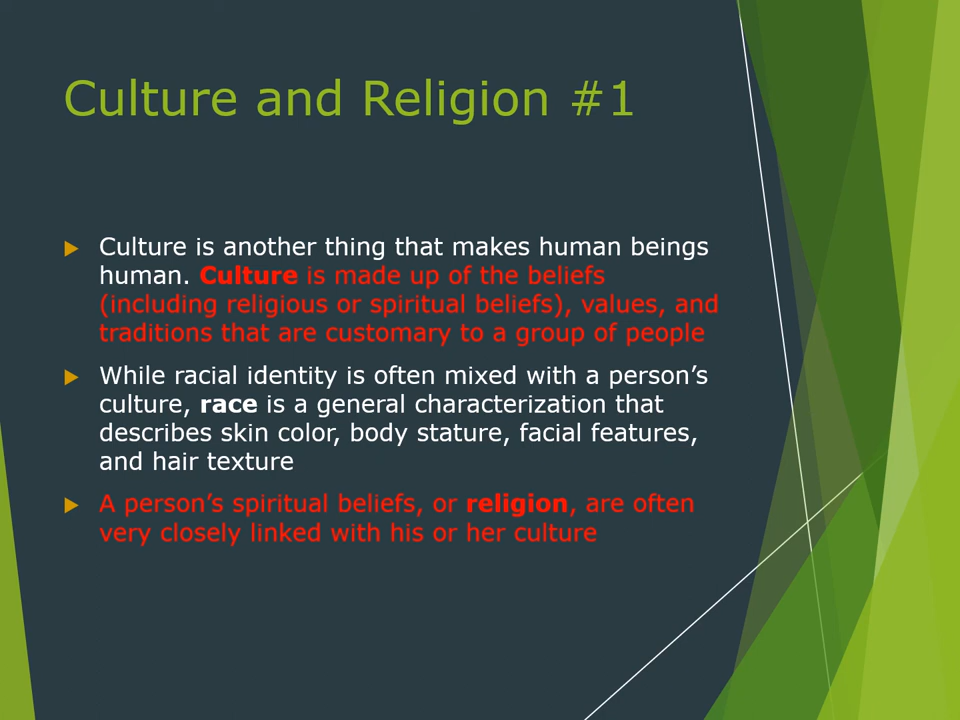 Culture and Religion #1
Culture is another thing that makes human beings
human. Culture is made up of the beliefs
(including religious or spiritual beliefs), values, and
traditions that are customary to a group of people
While racial identity is often mixed with a person’s
culture, race is a general characterization that
describes skin color, body stature, facial features,
and hair texture
A person’s spiritual beliefs, or religion, are often
very closely linked with his or her culture